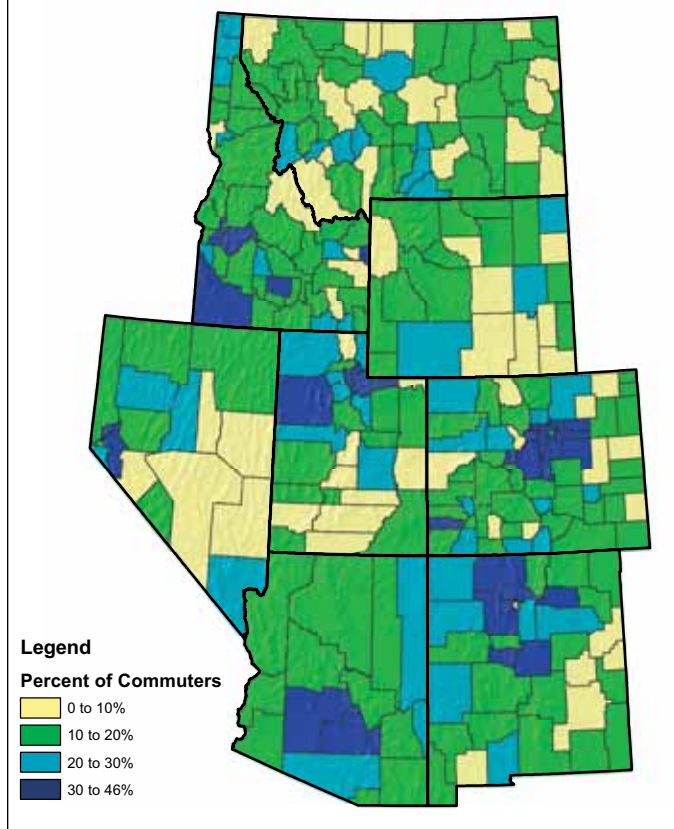 Legend
Percent of Commuters
0 to 10%
10 to 20%
20 to 30%
30 to 46%